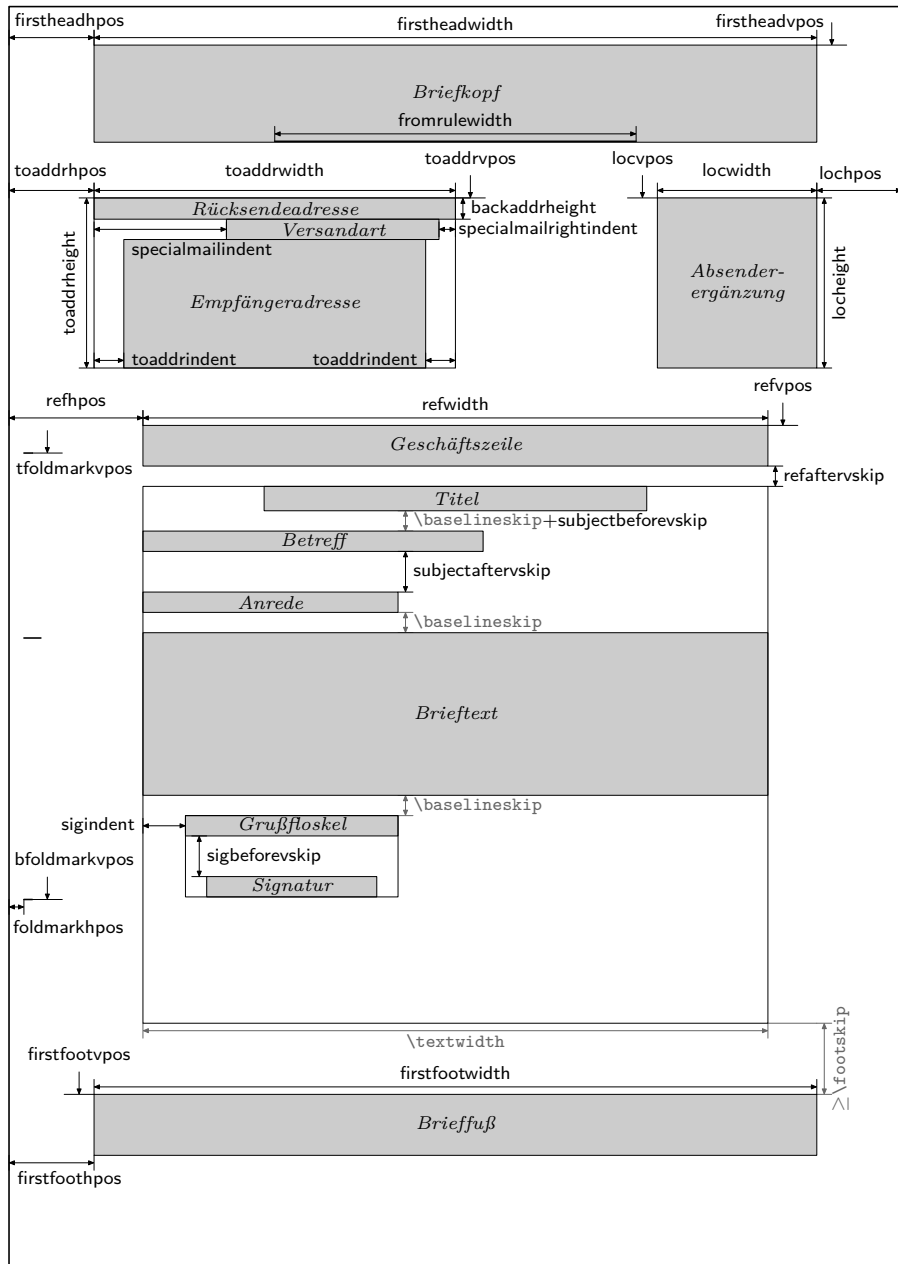 firstheadhpos firstheadwidth firstheadvpos
Briefkopf
fromrulewidth
toaddrhpos toaddrwidth toaddrvpos locvpos locwidth lochpos
Rücksendeadresse backaddrheight
Versandart specialmailrightindent
specialmailindent
toaddrheight
Empfängeradresse
Absender-
ergänzung
locheight
toaddrindent toaddrindent
refhpos refwidth refvpos
Geschäftszeile
tfoldmarkvpos
refaftervskip
Titel
\baselineskip+subjectbeforevskip
Betreff
subjectaftervskip
Anrede
\baselineskip
Brieftext
\baselineskip
sigindent Grußfloskel
bfoldmarkvpos sigbeforevskip
Signatur
foldmarkhpos
\textwidth
≥\footskip
firstfootvpos firstfootwidth
Brieffuß
firstfoothpos